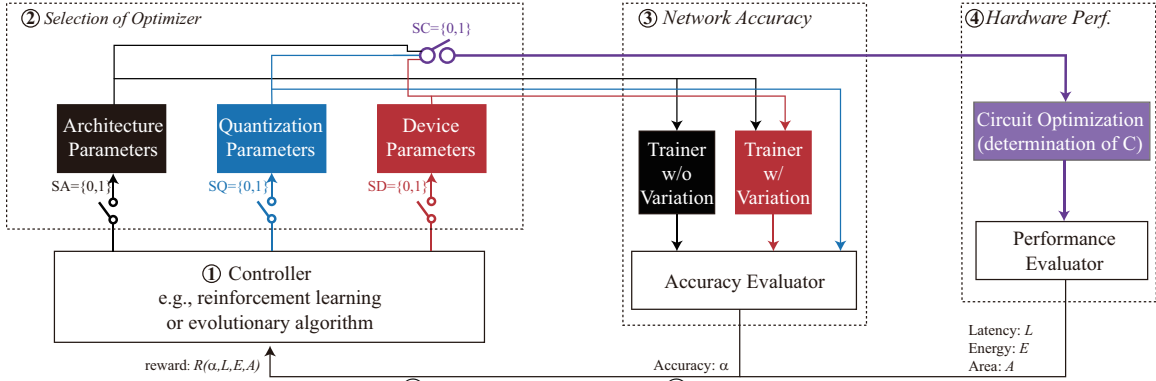 ② Selection of Optimizer
SC={0,1}
③ Network Accuracy
④ Hardware Perf.
Architecture
Parameters
Quantization
Parameters
Device
Parameters
SA={0,1}
SQ={0,1}
SD={0,1}
Trainer
w/o
Variation
Trainer
w/
Variation
Circuit Optimization
(determination of C)
① Controller
e.g., reinforcement learning
or evolutionary algorithm
Accuracy Evaluator
Performance
Evaluator
reward: R(α,L,E,A)
Accuracy: α
Latency: L
Energy: E
Area: A